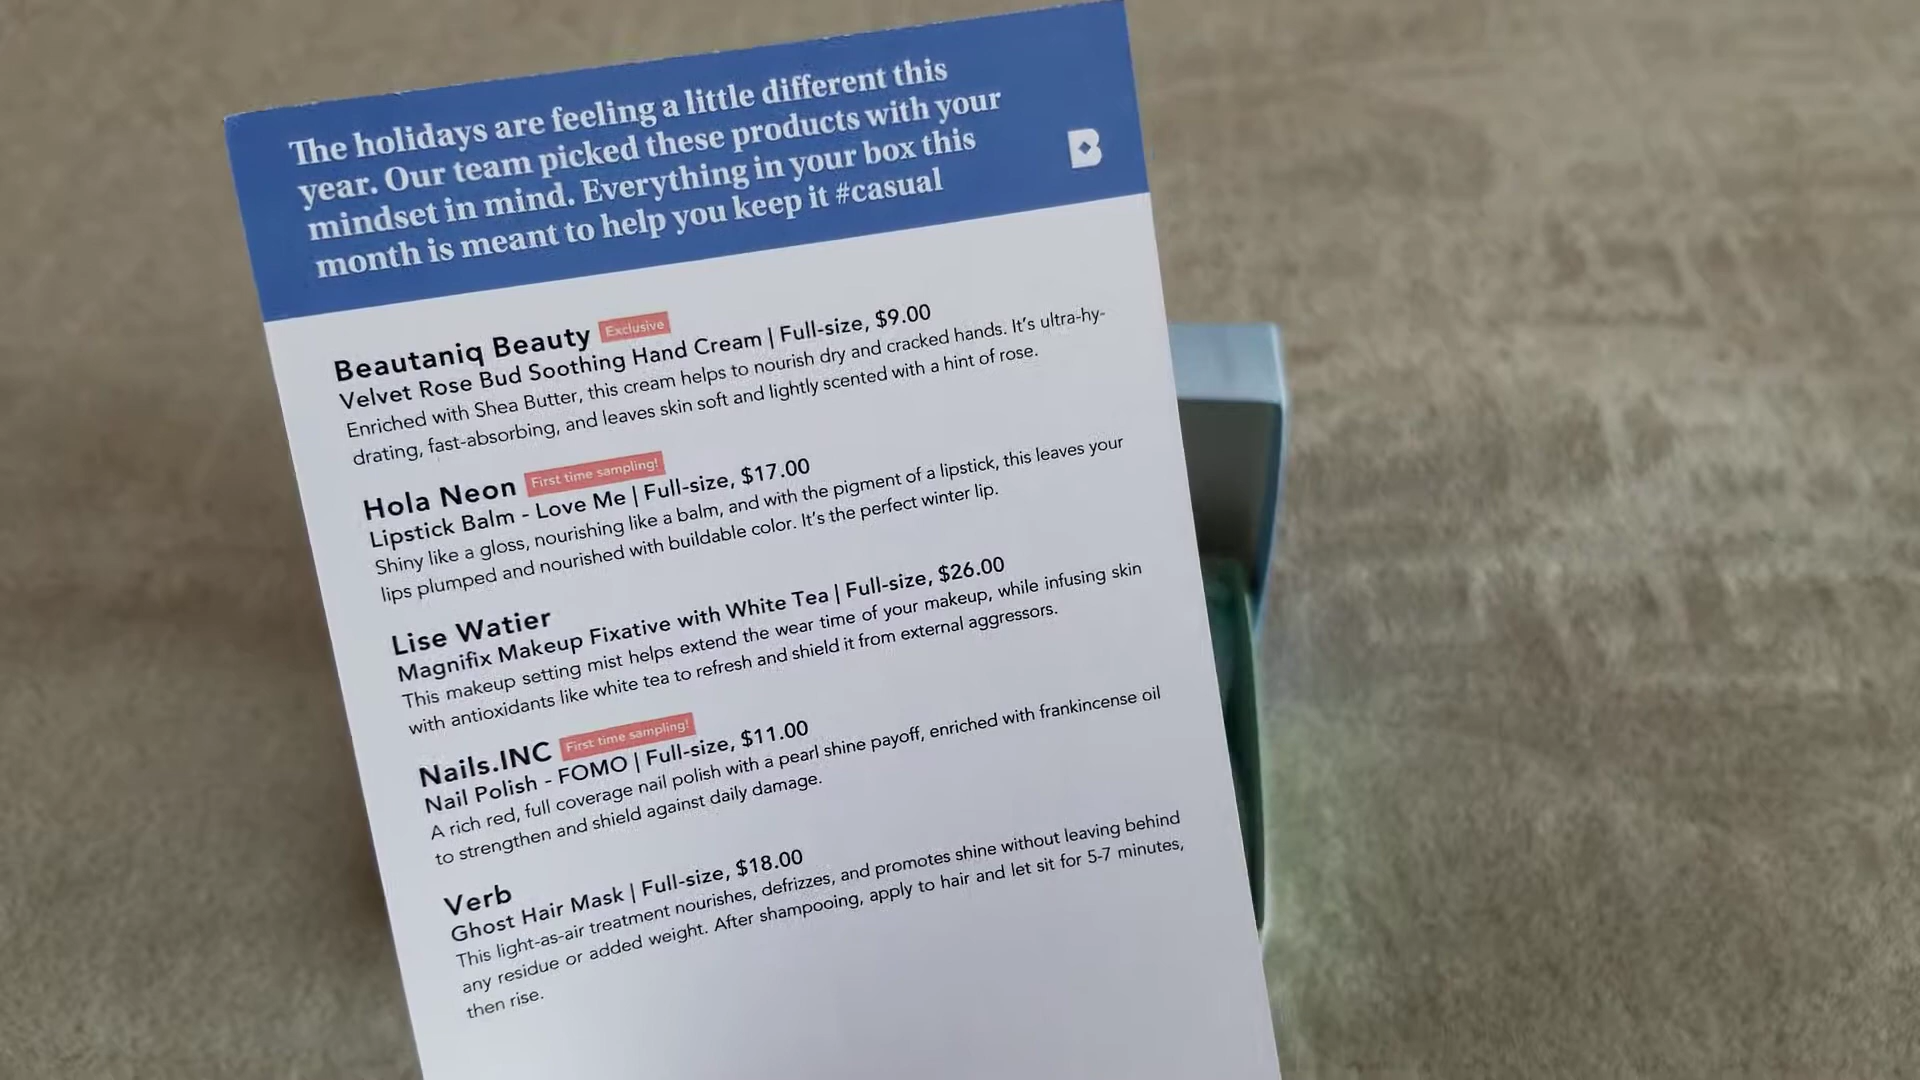 The holidays are feeling a little different this
year. Our team picked these products with your
mindset in mind. Everything in your box this
month is meant to help you keep it #casual
B
Beautaniq Beauty Exclusive
Velvet Rose Bud Soothing Hand Cream | Full-size, $9.00
Enriched with Shea Butter, this cream helps to nourish dry and cracked hands. It's ultra-hy-
drating, fast-absorbing, and leaves skin soft and lightly scented with a hint of rose.
Hola Neon First time sampling!
Lipstick Balm - Love Me | Full-size, $17.00
Shiny like a gloss, nourishing like a balm, and with the pigment of a lipstick, this leaves your
lips plumped and nourished with buildable color. It's the perfect winter lip.
Lise Watier
Magnifix Makeup Fixative with White Tea | Full-size, $26.00
This makeup setting mist helps extend the wear time of your makeup, while infusing skin
with antioxidants like white tea to refresh and shield it from external aggressors.
Nails.INC First time sampling!
Nail Polish - FOMO | Full-size, $11.00
A rich red, full coverage nail polish with a pearl shine payoff, enriched with frankincense oil
to strengthen and shield against daily damage.
Verb
Ghost Hair Mask | Full-size, $18.00
This light-as-air treatment nourishes, defrizzes, and promotes shine without leaving behind
any residue or added weight. After shampooing, apply to hair and let sit for 5-7 minutes,
then rise.